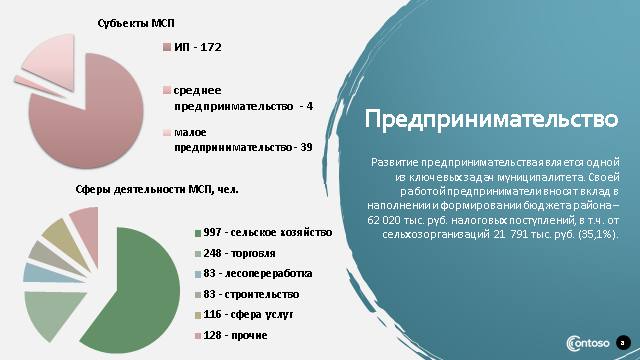 Субъекты МСП
ИП - 172
среднее
предпринмательство - 4
малое
предпринимательство - 39
Сферы деятельности МСП, чел.
997 - сельское хозяйство
248 - торговля
83 - лесопереработка
83 - строительство
116 - сфера услуг
128 - прочие
Предпринимательство
Развитие предпринимательства является одной
из ключевых задач муниципалитета. Своей
работой предприниматели вносят вклад в
наполнении и формировании бюджета района –
62 020 тыс. руб. налоговых поступлений, в т.ч. от
сельхозорганизаций 21 791 тыс. руб. (35,1%).
Contoso
8